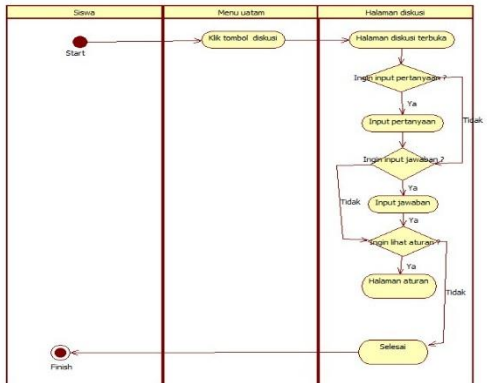 Siswa
Menu uatam
Halaman diskusi
Start
Klik tombol diskusi
Halaman diskusi terbuka
Ingin input pertanyaan ?
Ya
Input pertanyaan
Tidak
Ingin input jawaban ?
Ya
Tidak
Input jawaban
Ya
Ingin lihat aturan ?
Ya
Halaman aturan
Tidak
Selesai
Finish